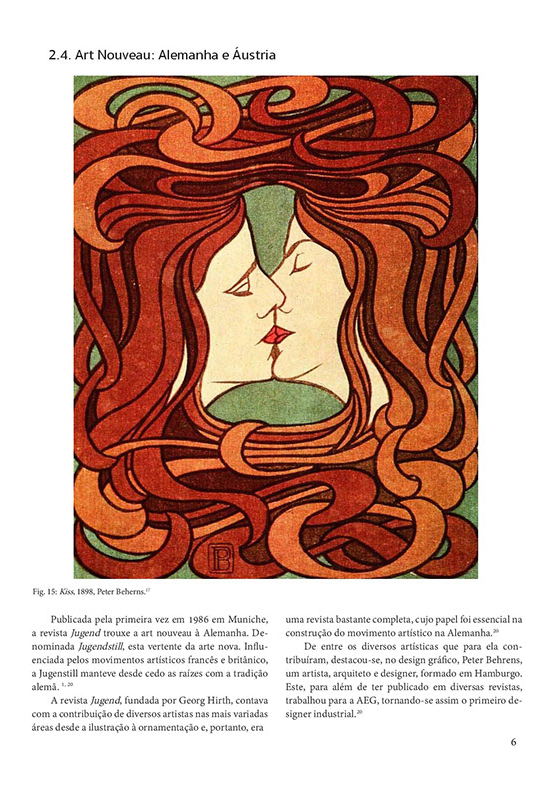 2.4. Art Nouveau: Alemanha e Áustria
PB
Fig. 15: Kiss, 1898, Peter Beherns.17
Publicada pela primeira vez em 1986 em Muniche,
a revista Jugend trouxe a art nouveau à Alemanha. De-
nominada Jugendstill, esta vertente da arte nova. Influ-
enciada pelos movimentos artísticos francês e britânico,
a Jugenstill manteve desde cedo as raízes com a tradição
alemã. 1, 20
A revista Jugend, fundada por Georg Hirth, contava
com a contribuição de diversos artistas nas mais variadas
áreas desde a ilustração à ornamentação e, portanto, era
uma revista bastante completa, cujo papel foi essencial na
construção do movimento artístico na Alemanha.20
De entre os diversos artísticas que para ela con-
tribuíram, destacou-se, no design gráfico, Peter Behrens,
um artista, arquiteto e designer, formado em Hamburgo.
Este, para além de ter publicado em diversas revistas,
trabalhou para a AEG, tornando-se assim o primeiro de-
signer industrial.20
6